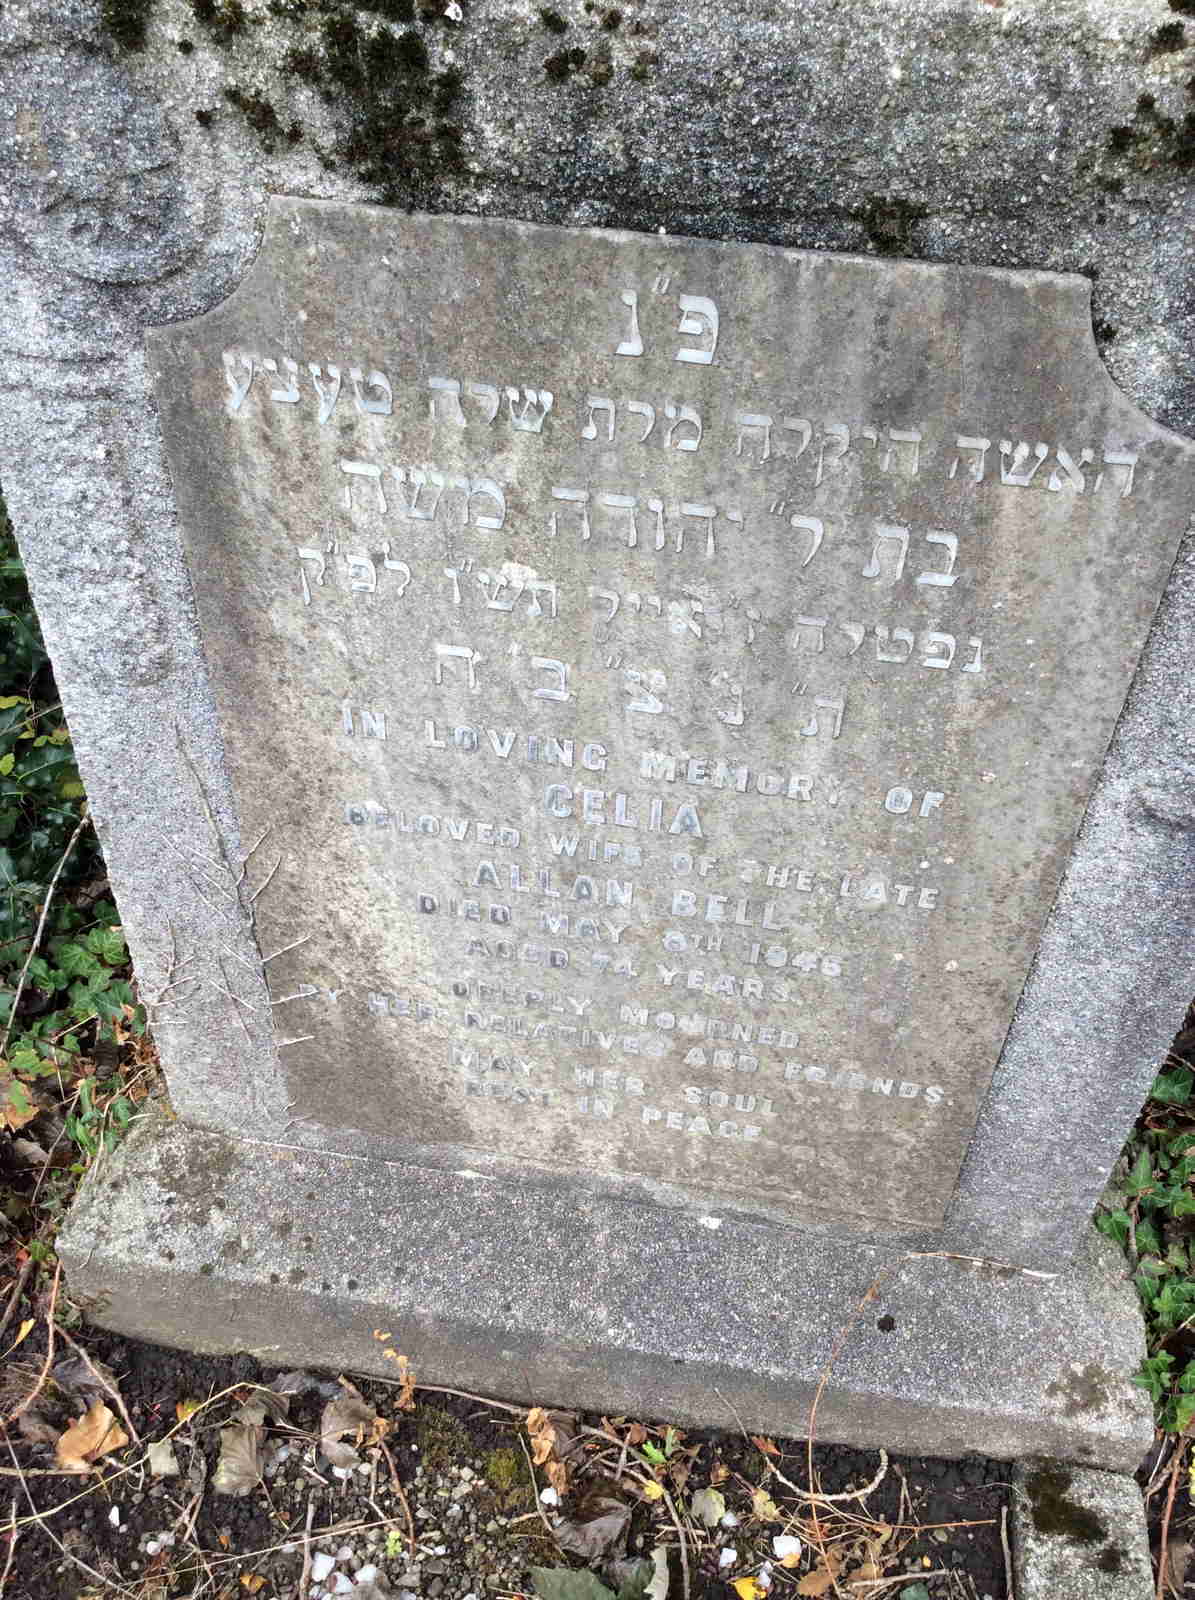 פ״נ
האשה היקרה מרת שרה טעצע
בת ר״ יהודה משה
נפטרה ז׳ אייר תש״ו לפ״ק
ת״ נ׳ צ״ ב׳ ה
IN LOVING MEMORY OF
CELIA
BELOVED WIFE OF THE LATE
ALLAN BELL
DIED MAY 8TH 1946
AGED 74 YEARS.
DEEPLY MOURNED
BY HER RELATIVES AND FRIENDS.
MAY HER SOUL
REST IN PEACE